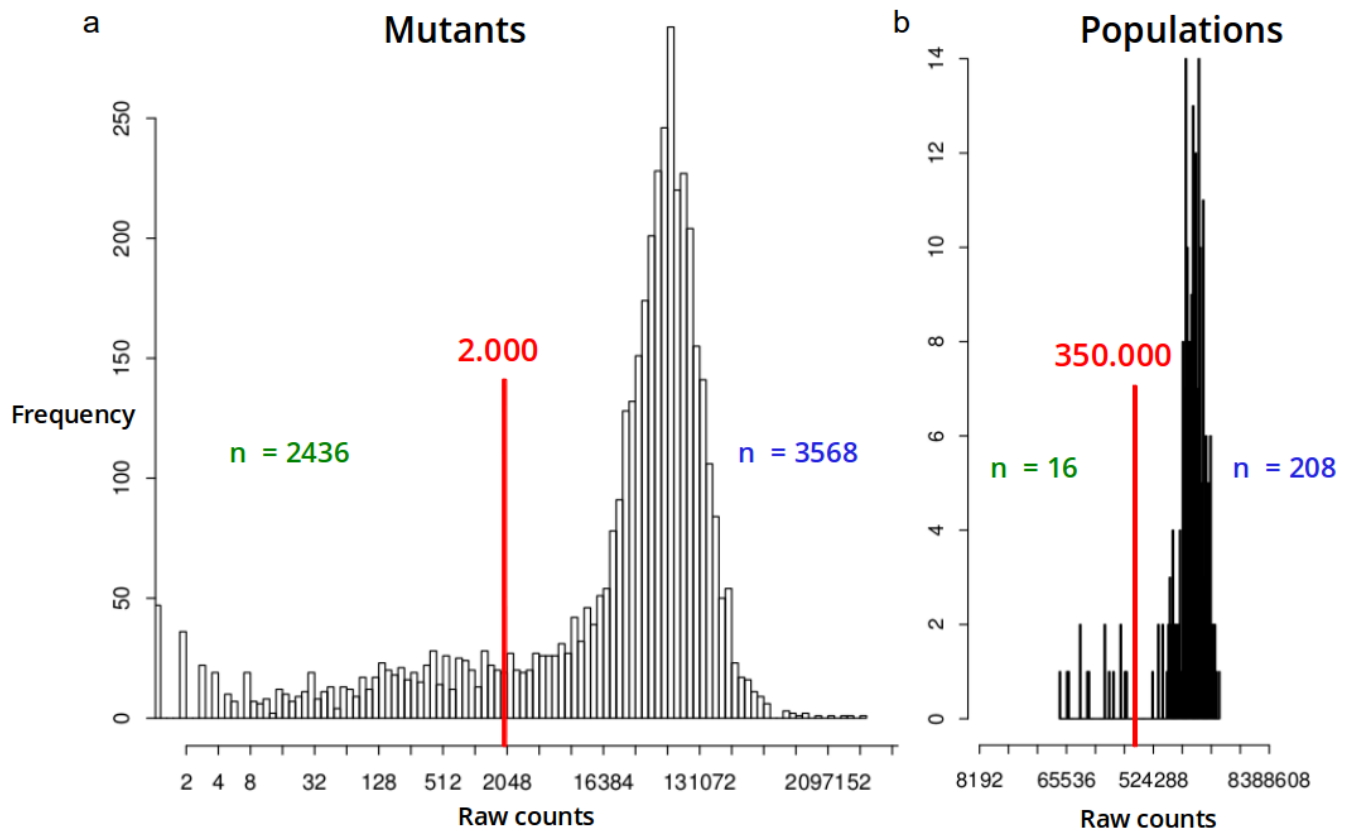 a Mutants
250
200
150
100
50
0
Frequency
2.000
n = 2436
n = 3568
2 4 8 32 128 512 2048 16384 131072 2097152
Raw counts
b Populations
14
12
10
8
6
4
2
0
350.000
n = 16
n = 208
8192 65536 524288 8388608
Raw counts